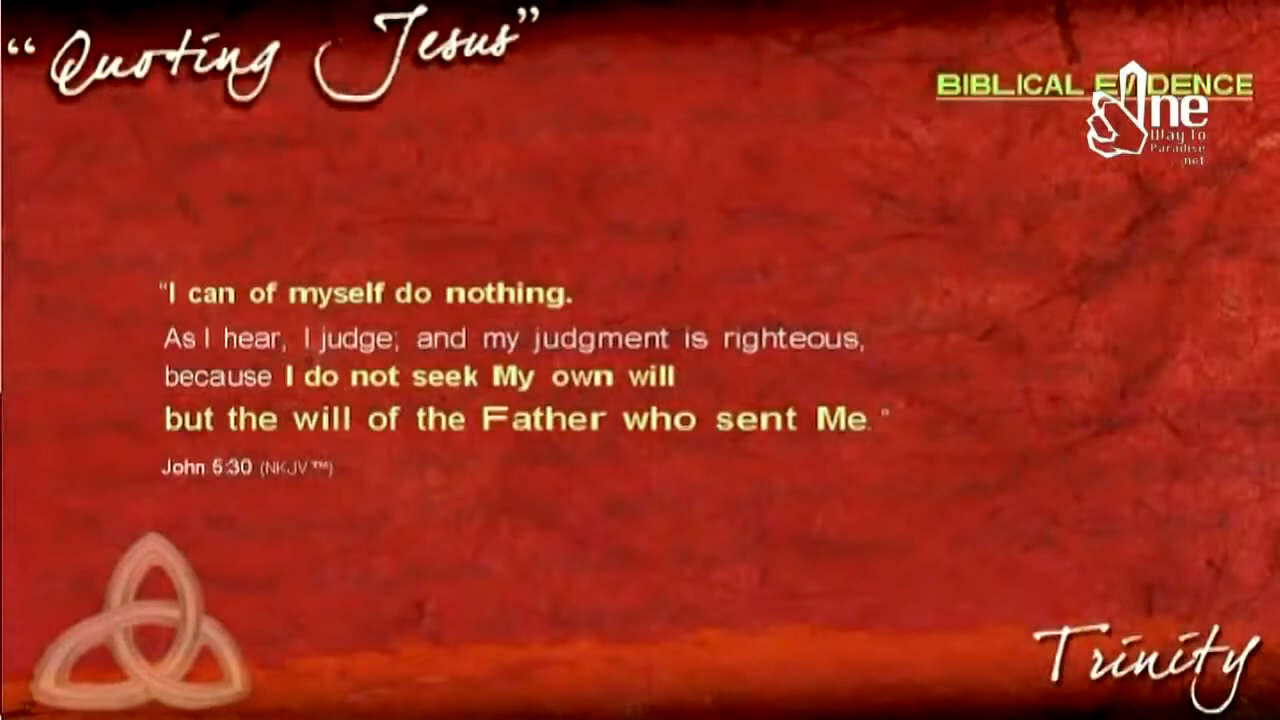 “Quoting Jesus”
BIBLICAL EVIDENCE
One
Way To
Paradise
.net
"I can of myself do nothing.
As I hear, I judge; and my judgment is righteous,
because I do not seek My own will
but the will of the Father who sent Me."
John 5:30 (NKJV™)
Trinity